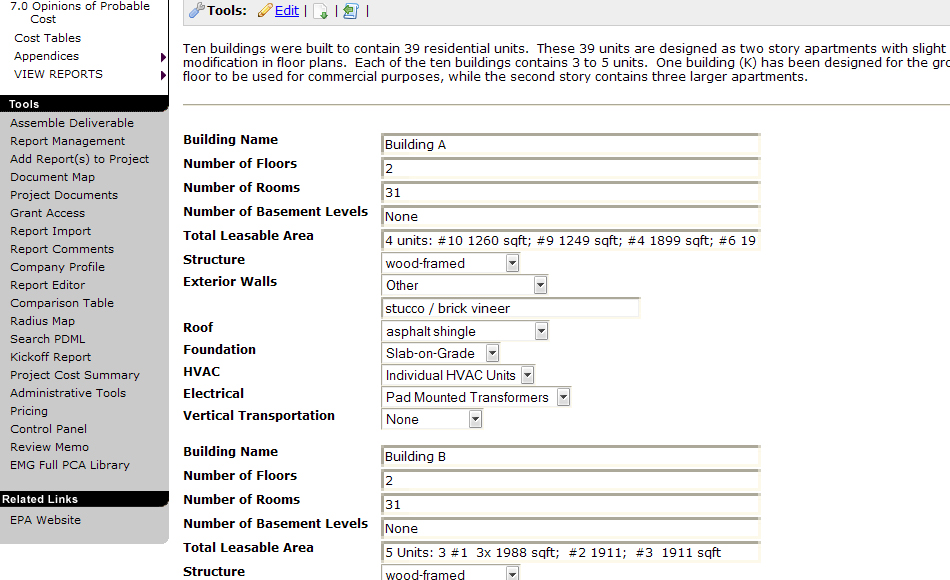 7.0 Opinions of Probable
Cost
Cost Tables
Appendices
VIEW REPORTS
Tools
Assemble Deliverable
Report Management
Add Report(s) to Project
Document Map
Project Documents
Grant Access
Report Import
Report Comments
Company Profile
Report Editor
Comparison Table
Radius Map
Search PDML
Kickoff Report
Project Cost Summary
Administrative Tools
Pricing
Control Panel
Review Memo
EMG Full PCA Library
Related Links
EPA Website
Tools: Edit | | |
Ten buildings were built to contain 39 residential units. These 39 units are designed as two story apartments with slight
modification in floor plans. Each of the ten buildings contains 3 to 5 units. One building (K) has been designed for the gro
floor to be used for commercial purposes, while the second story contains three larger apartments.
Building Name Building A
Number of Floors 2
Number of Rooms 31
Number of Basement Levels None
Total Leasable Area 4 units: #10 1260 sqft; #9 1249 sqft; #4 1899 sqft; #6 19
Structure wood-framed
Exterior Walls Other
stucco / brick vineer
Roof asphalt shingle
Foundation Slab-on-Grade
HVAC Individual HVAC Units
Electrical Pad Mounted Transformers
Vertical Transportation None
Building Name Building B
Number of Floors 2
Number of Rooms 31
Number of Basement Levels None
Total Leasable Area 5 Units: 3 #1 3x 1988 sqft; #2 1911; #3 1911 sqft
Structure wood-framed